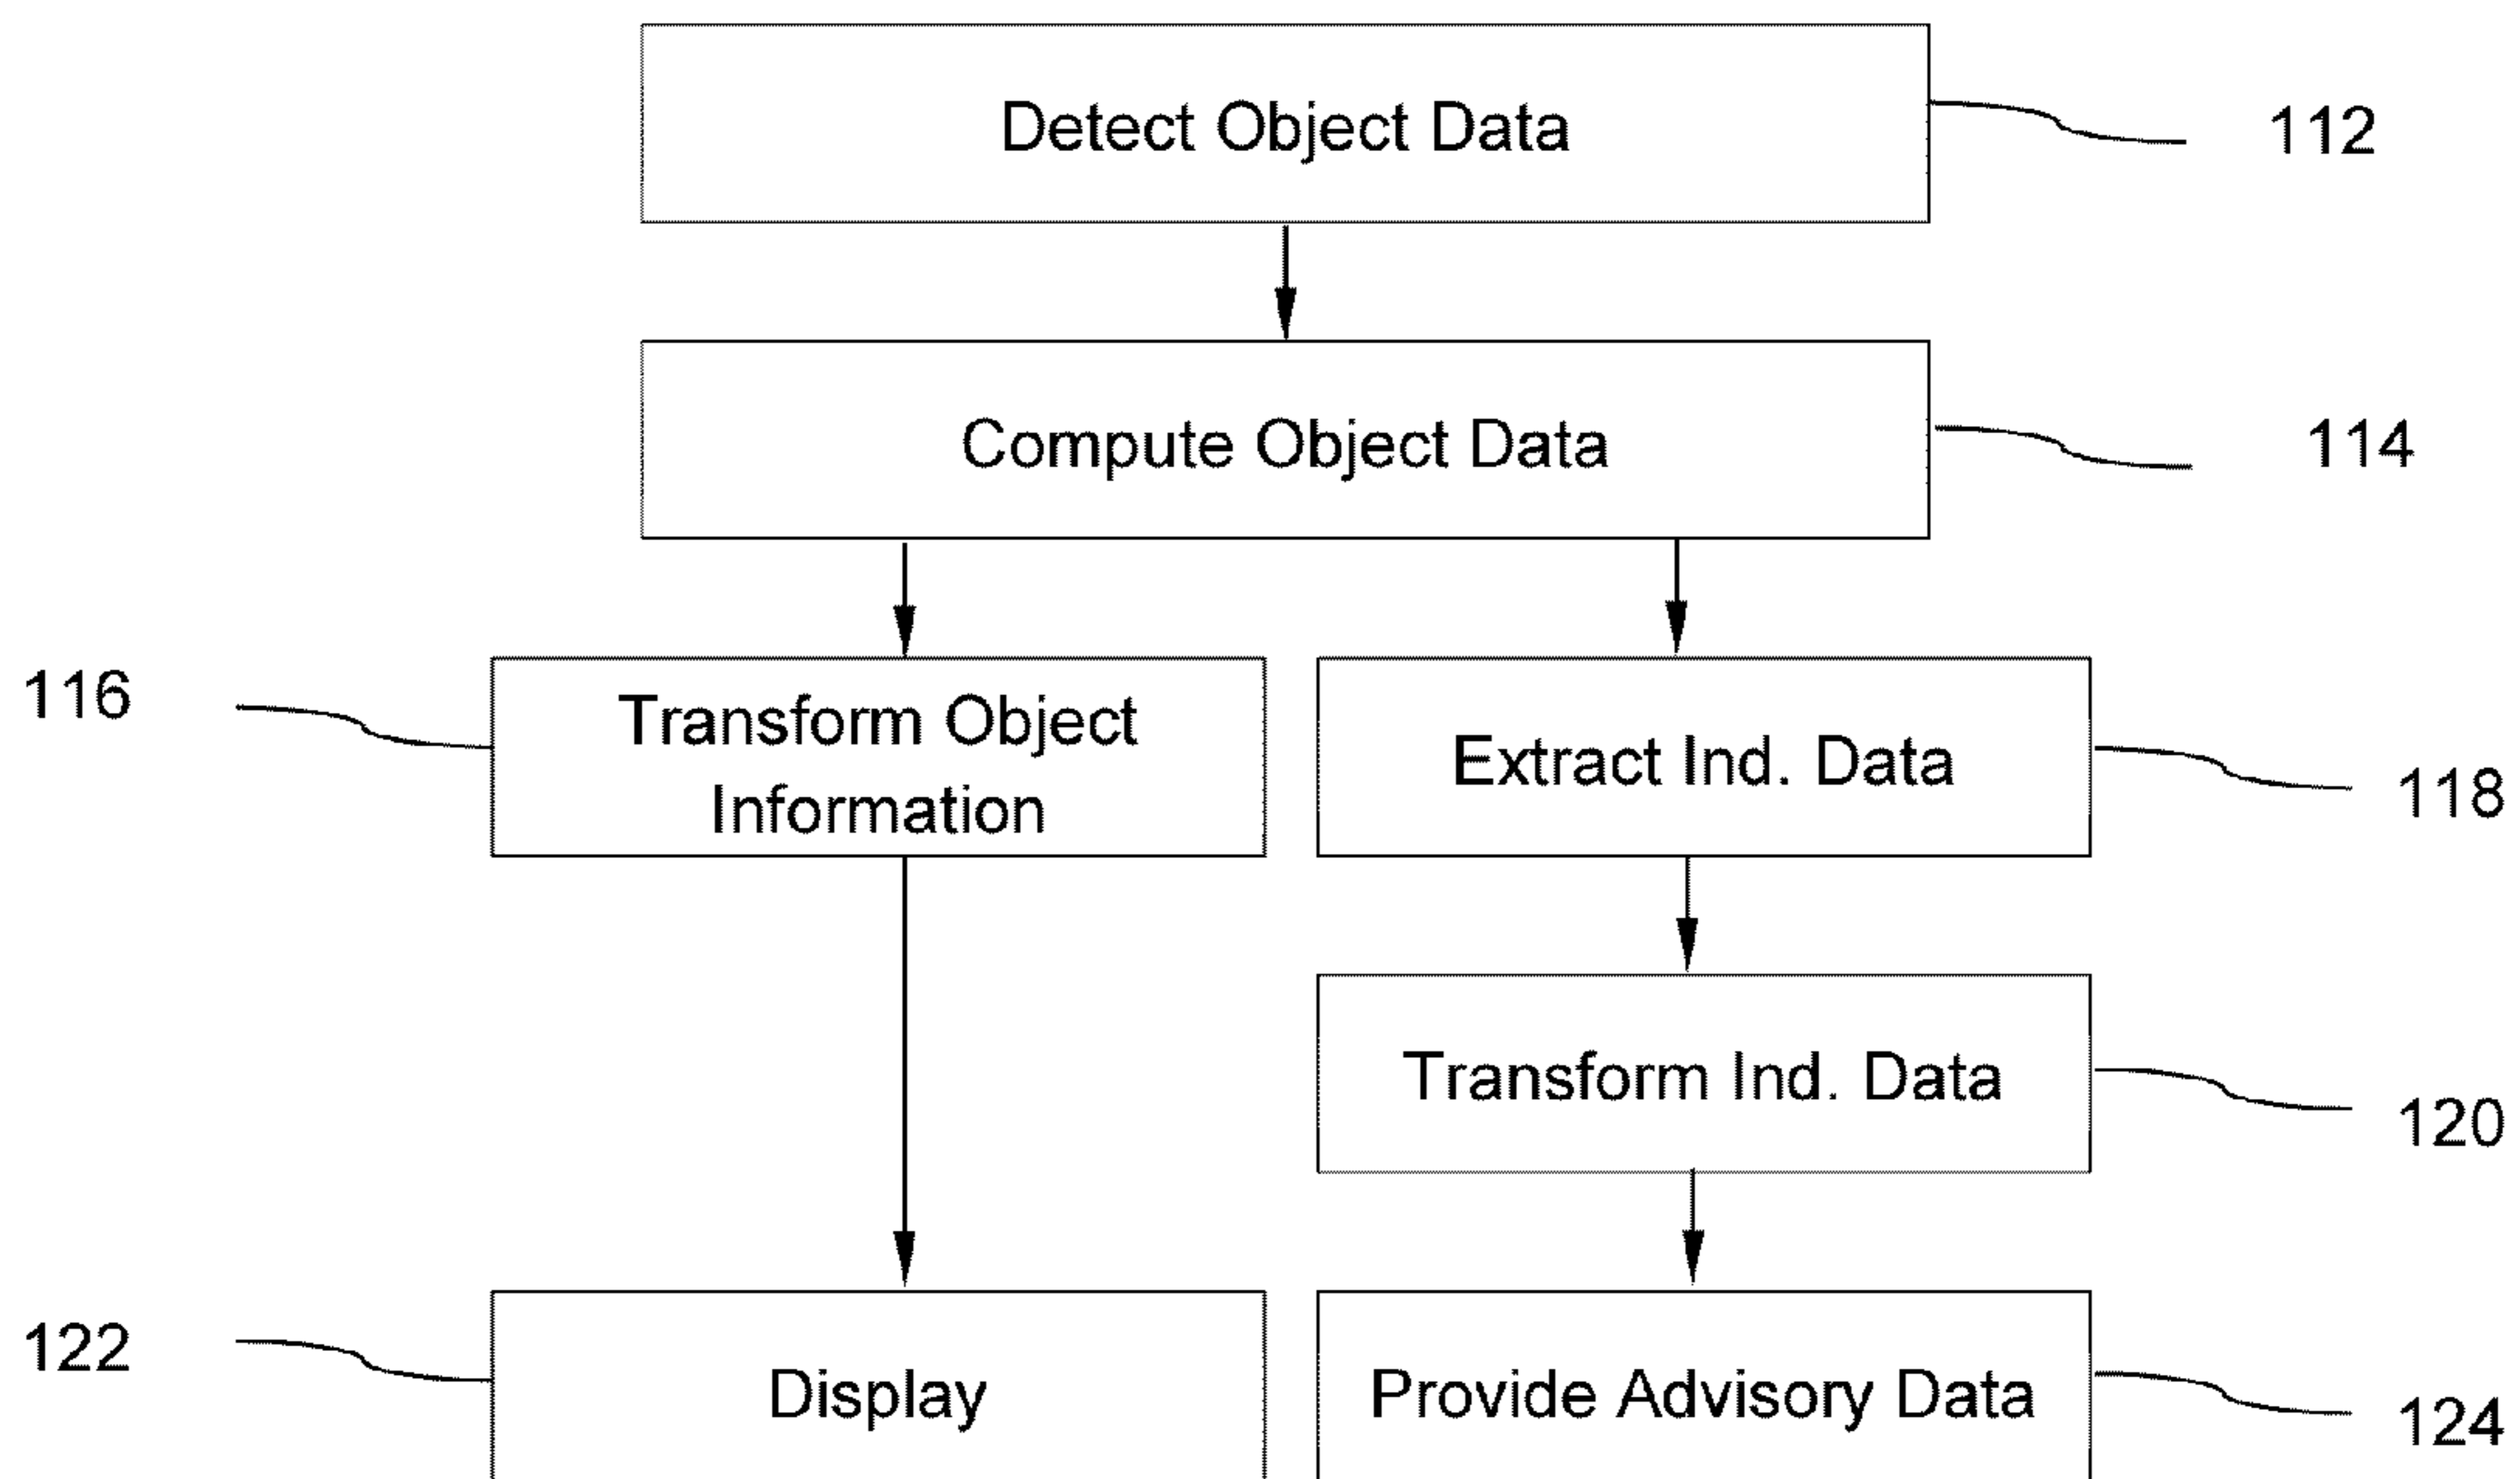 Detect Object Data
112
Compute Object Data
114
116
Transform Object
Information
Extract Ind. Data
118
Transform Ind. Data
120
122
Display
Provide Advisory Data
124